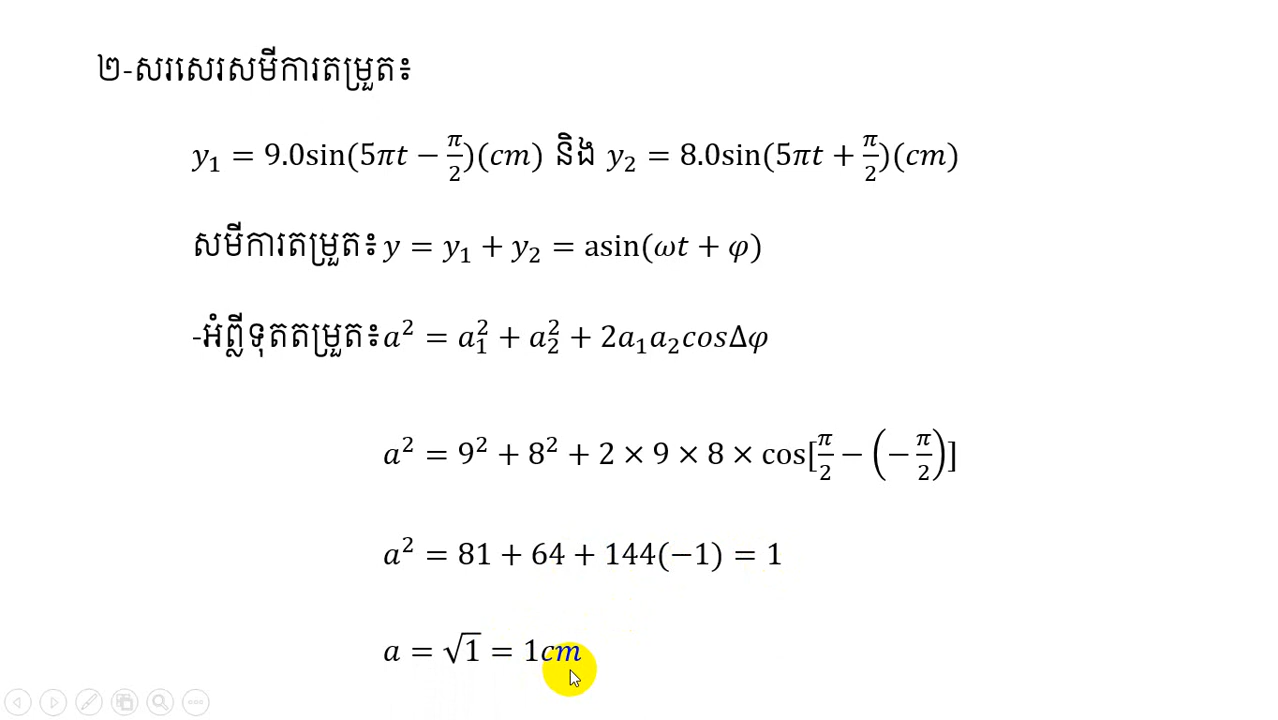 ២-សរសេរសមីការតម្រួត៖
y₁ = 9.0sin(5πt − π/2)(cm) និង y₂ = 8.0sin(5πt + π/2)(cm)
សមីការតម្រួត៖ y = y₁ + y₂ = asin(ωt + φ)
-អំព្លីទុតតម្រួត៖ a² = a₁² + a₂² + 2a₁a₂cosΔφ
a² = 9² + 8² + 2 × 9 × 8 × cos[π/2 − (−π/2)]
a² = 81 + 64 + 144(−1) = 1
a = √1 = 1cm